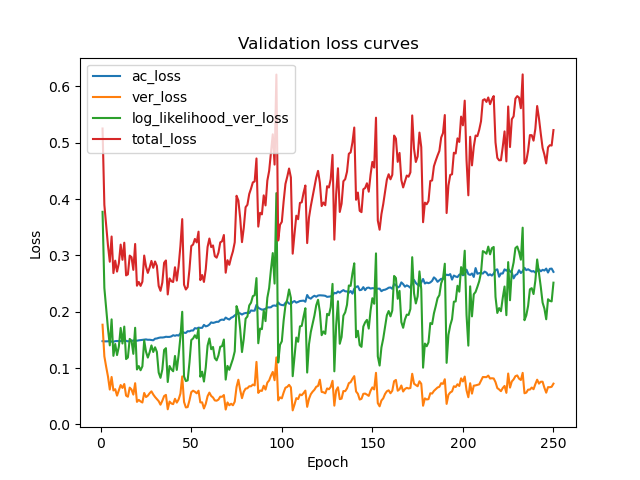 Validation loss curves
ac_loss
ver_loss
log_likelihood_ver_loss
total_loss
Loss
0.6
0.5
0.4
0.3
0.2
0.1
0.0
0 50 100 150 200 250
Epoch